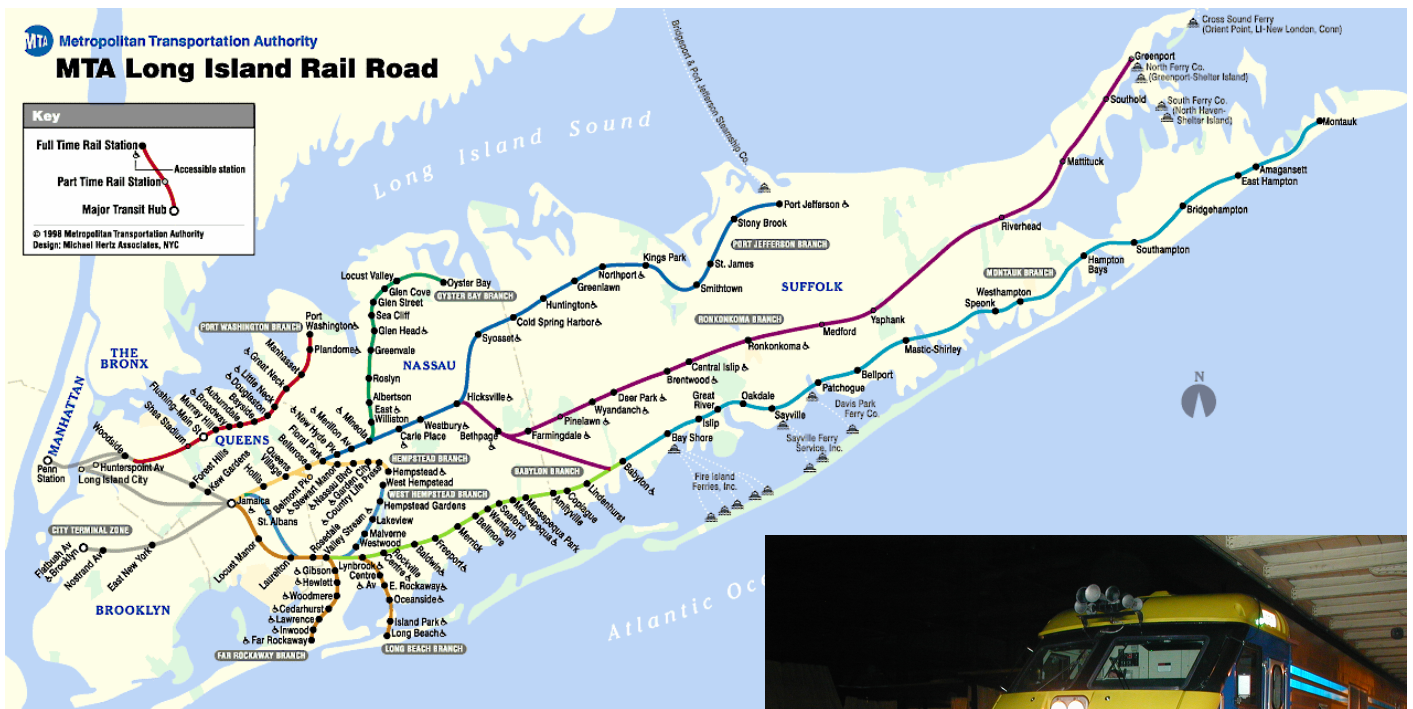 MTA Metropolitan Transportation Authority
MTA Long Island Rail Road
Key
Full Time Rail Station
Accessible station
Part Time Rail Station
Major Transit Hub
© 1998 Metropolitan Transportation Authority
Design: Michael Hertz Associates, NYC
Long Island Sound
Bridgeport & Port Jefferson Steamship Co.
Cross Sound Ferry
(Orient Point, LI-New London, Conn)
Greenport
North Ferry Co.
(Greenport-Shelter Island)
Southold
South Ferry Co.
(North Haven-
Shelter Island)
Montauk
Mattituck
Amagansett
East Hampton
Bridgehampton
Riverhead
Southampton
Hampton
Bays
MONTAUK BRANCH
Westhampton
Speonk
Port Jefferson
Stony Brook
PORT JEFFERSON BRANCH
St. James
Smithtown
Kings Park
Northport
Greenlawn
Huntington
Cold Spring Harbor
Syosset
SUFFOLK
RONKONKOMA BRANCH
Yaphank
Medford
Ronkonkoma
Central Islip
Brentwood
Deer Park
Wyandanch
Pinelawn
Farmingdale
Bethpage
Hicksville
Mastic-Shirley
Bellport
Patchogue
Davis Park
Ferry Co.
Sayville
Sayville Ferry
Service, Inc.
Oakdale
Great
River
Islip
Bay Shore
Fire Island
Ferries, Inc.
Babylon
BABYLON BRANCH
Locust Valley
Oyster Bay
OYSTER BAY BRANCH
Glen Cove
Glen Street
Sea Cliff
Glen Head
Greenvale
Roslyn
Albertson
East
Williston
NASSAU
PORT WASHINGTON BRANCH
Port
Washington
Plandome
Manhasset
Great Neck
Little Neck
Douglaston
Bayside
Auburndale
Broadway
Murray Hill
Flushing-Main St
Shea Stadium
Woodside
THE
BRONX
MANHATTAN
QUEENS
Penn
Station
Hunterspoint Av
Long Island City
Forest Hills
Kew Gardens
Jamaica
Hollis
Queens
Village
Bellerose
Floral Park
New Hyde Pk
Merillon Av
Mineola
Carle Place
Westbury
Belmont Pk
Stewart Manor
Nassau Blvd
Garden City
Country Life Press
HEMPSTEAD BRANCH
Hempstead
West Hempstead
WEST HEMPSTEAD BRANCH
Hempstead Gardens
Lakeview
Malverne
Westwood
St. Albans
CITY TERMINAL ZONE
Flatbush Av
Brooklyn
Nostrand Av
East New York
BROOKLYN
Locust Manor
Laurelton
Rosedale
Valley Stream
Lynbrook
Centre
Av
Rockville
Centre
Baldwin
Freeport
Merrick
Bellmore
Wantagh
Seaford
Massapequa
Massapequa Park
Amityville
Copiague
Lindenhurst
Gibson
Hewlett
Woodmere
Cedarhurst
Lawrence
Inwood
Far Rockaway
FAR ROCKAWAY BRANCH
E. Rockaway
Oceanside
Island Park
Long Beach
LONG BEACH BRANCH
Atlantic Oce
N